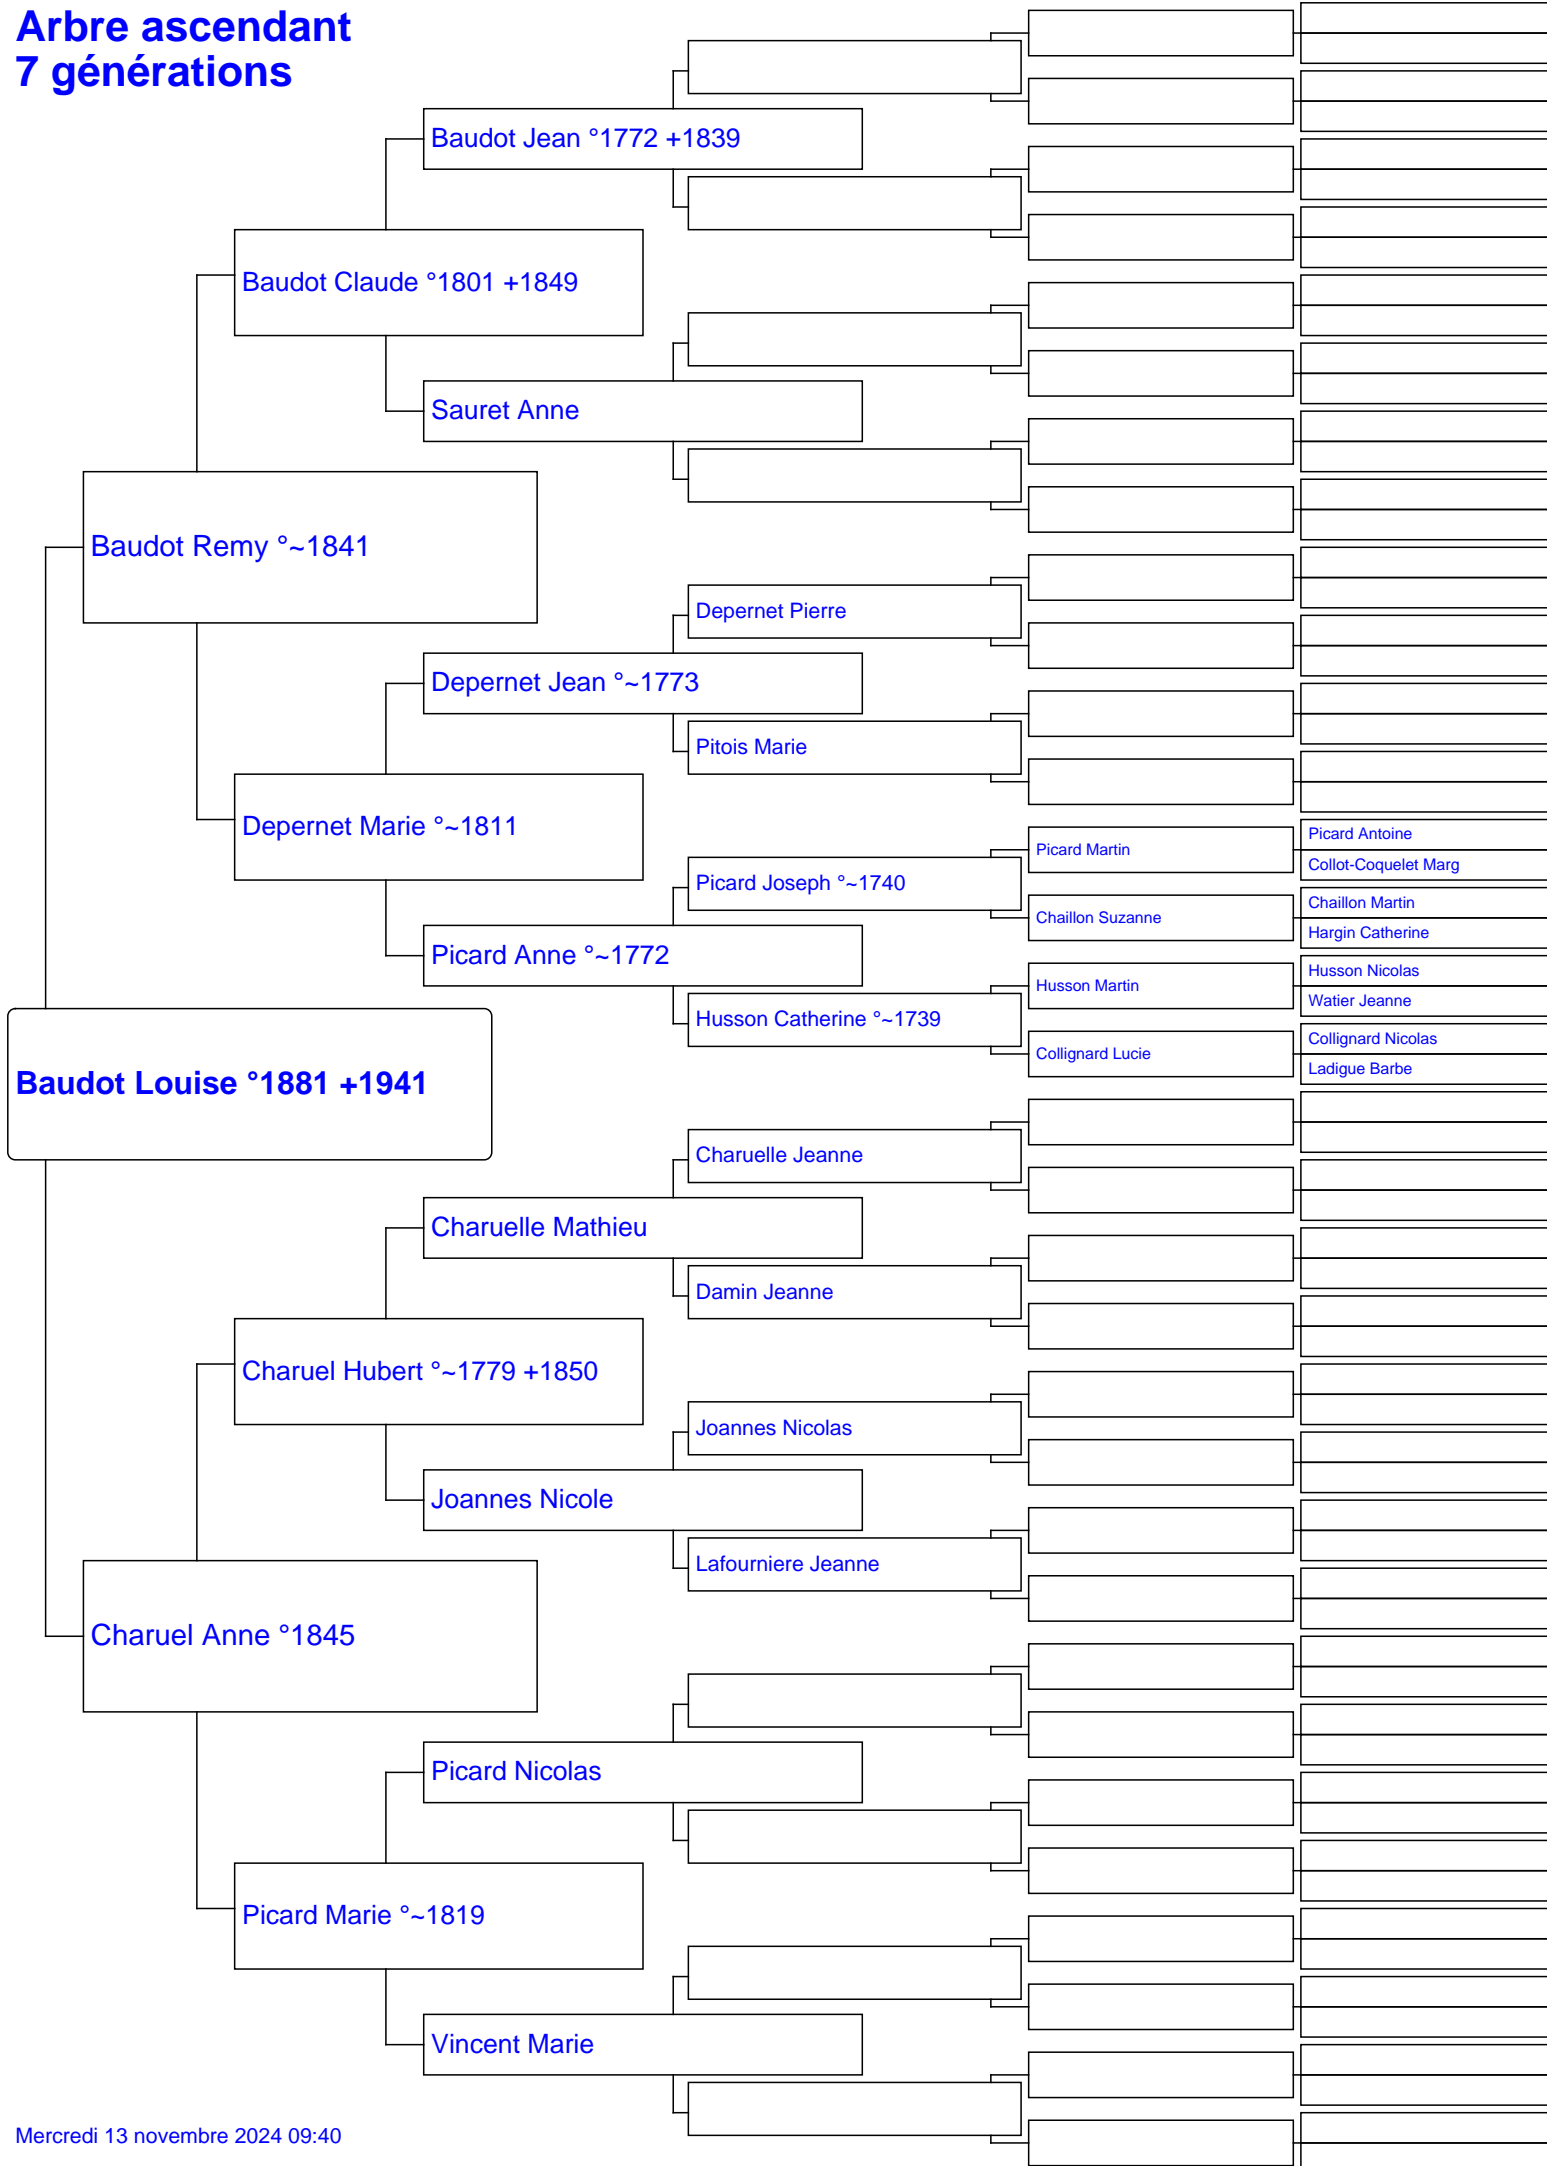 Arbre ascendant
7 générations
Baudot Jean °1772 +1839
Baudot Claude °1801 +1849
Sauret Anne
Baudot Remy °~1841
Depernet Pierre
Depernet Jean °~1773
Pitois Marie
Depernet Marie °~1811
Picard Antoine
Picard Martin
Collot-Coquelet Marg
Picard Joseph °~1740
Chaillon Martin
Chaillon Suzanne
Hargin Catherine
Picard Anne °~1772
Husson Nicolas
Husson Martin
Watier Jeanne
Husson Catherine °~1739
Collignard Nicolas
Collignard Lucie
Ladigue Barbe
Baudot Louise °1881 +1941
Charuelle Jeanne
Charuelle Mathieu
Damin Jeanne
Charuel Hubert °~1779 +1850
Joannes Nicolas
Joannes Nicole
Lafourniere Jeanne
Charuel Anne °1845
Picard Nicolas
Picard Marie °~1819
Vincent Marie
Mercredi 13 novembre 2024 09:40